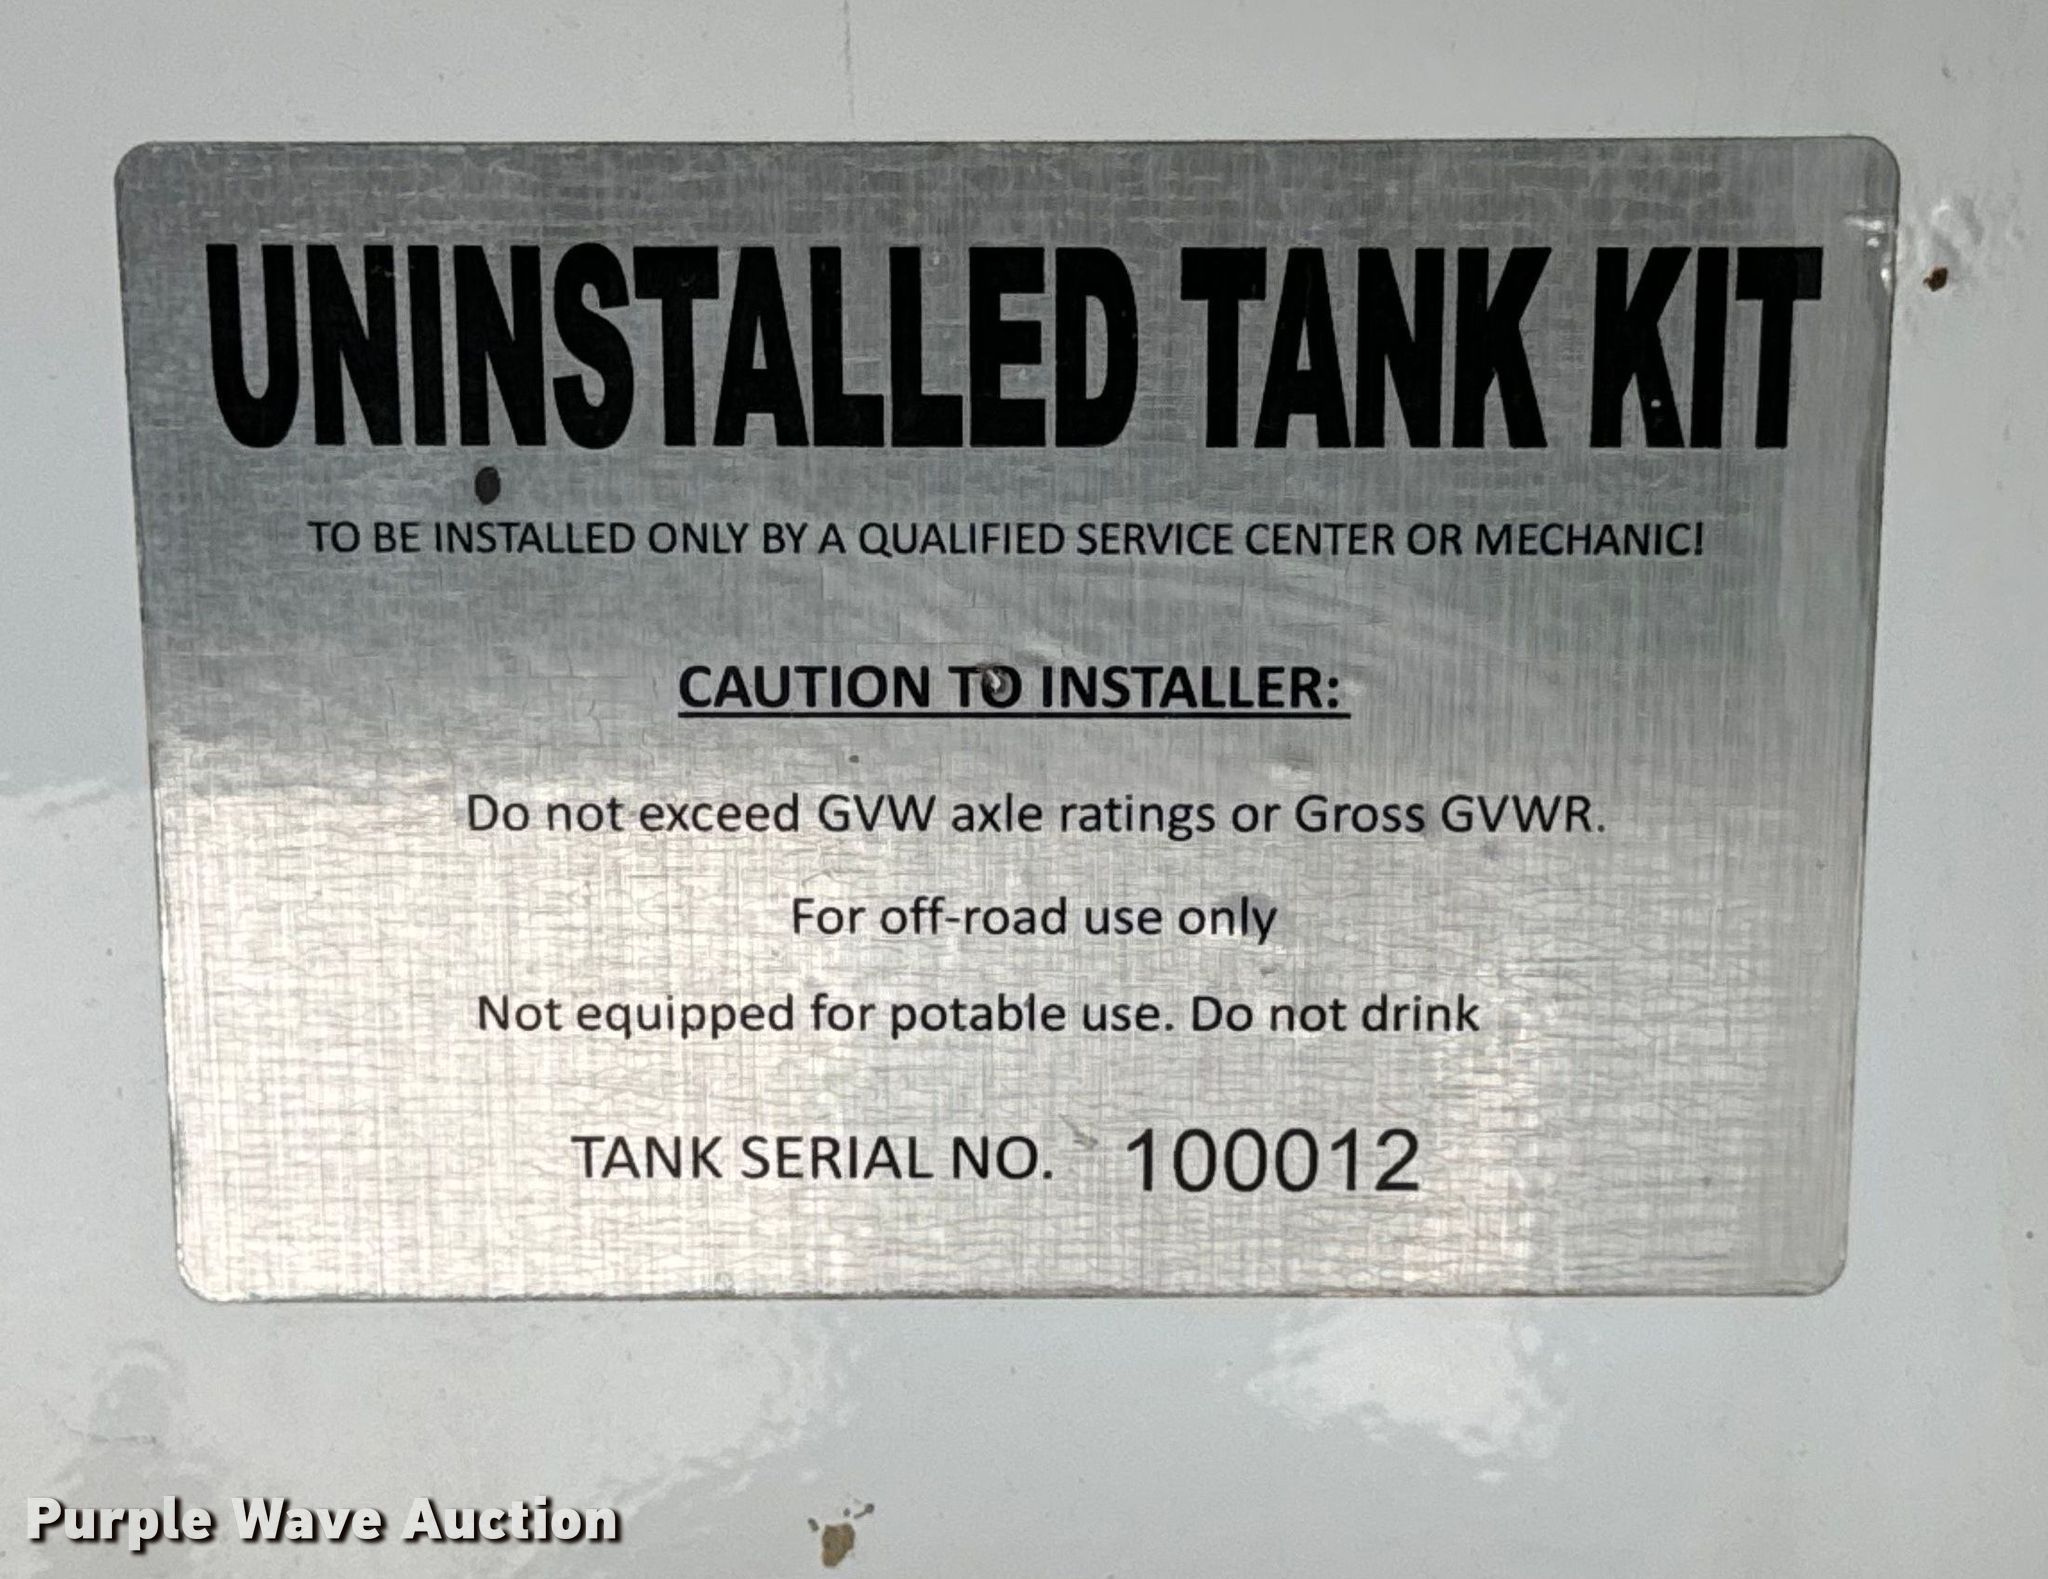 UNINSTALLED TANK KIT
TO BE INSTALLED ONLY BY A QUALIFIED SERVICE CENTER OR MECHANIC!
CAUTION TO INSTALLER:
Do not exceed GVW axle ratings or Gross GVWR.
For off-road use only
Not equipped for potable use. Do not drink
TANK SERIAL NO. 100012
Purple Wave Auction